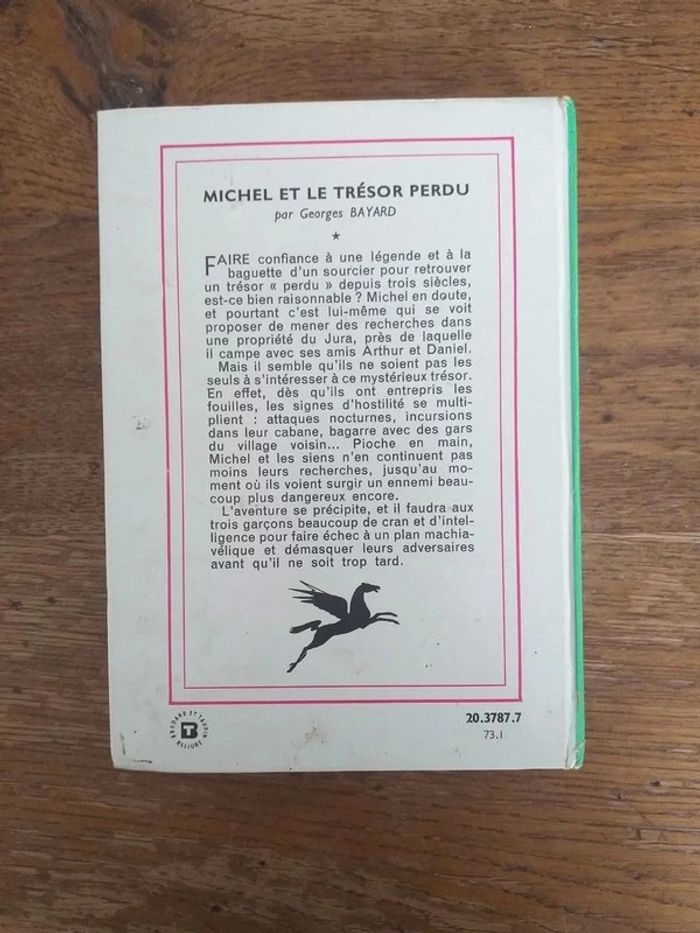 MICHEL ET LE TRÉSOR PERDU
par Georges BAYARD
★
FAIRE confiance à une légende et à la
baguette d'un sourcier pour retrouver
un trésor « perdu » depuis trois siècles,
est-ce bien raisonnable ? Michel en doute,
et pourtant c'est lui-même qui se voit
proposer de mener des recherches dans
une propriété du Jura, près de laquelle
il campe avec ses amis Arthur et Daniel.
Mais il semble qu'ils ne soient pas les
seuls à s'intéresser à ce mystérieux trésor.
En effet, dès qu'ils ont entrepris les
fouilles, les signes d'hostilité se multi-
plient : attaques nocturnes, incursions
dans leur cabane, bagarre avec des gars
du village voisin... Pioche en main,
Michel et les siens n'en continuent pas
moins leurs recherches, jusqu'au mo-
ment où ils voient surgir un ennemi beau-
coup plus dangereux encore.
L'aventure se précipite, et il faudra aux
trois garçons beaucoup de cran et d'intel-
ligence pour faire échec à un plan machia-
vélique et démasquer leurs adversaires
avant qu'il ne soit trop tard.
BRODARD ET TAUPIN
RELIURE
BT
20.3787.7
73.1